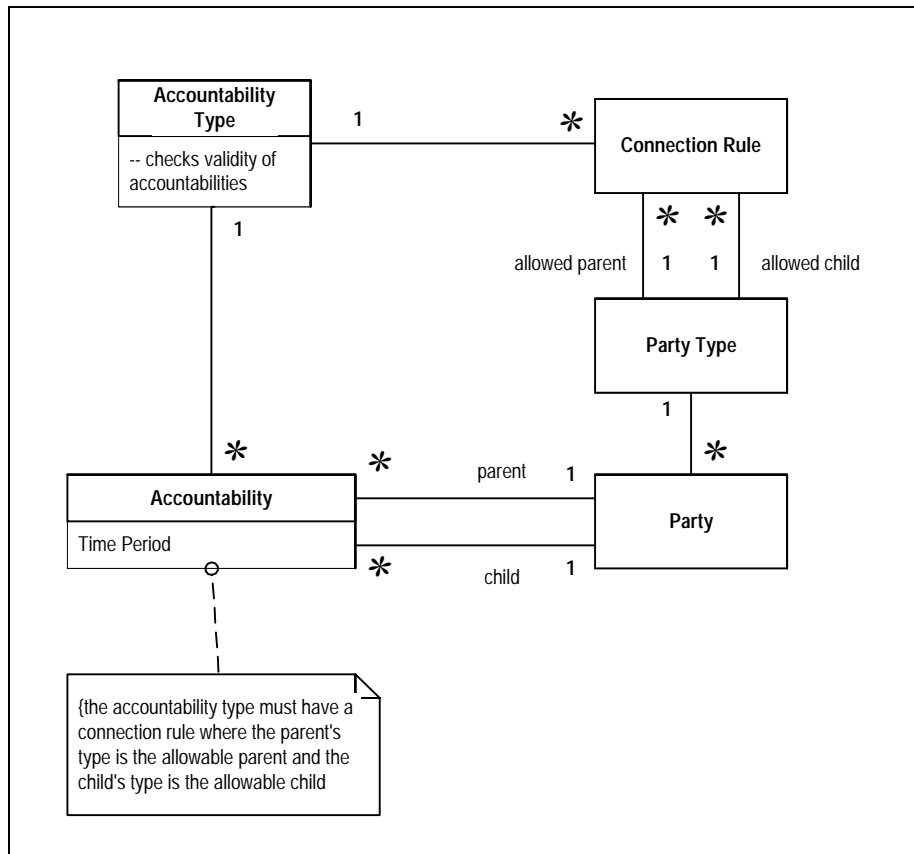 Accountability
Type
-- checks validity of
accountabilities
1
*
Connection Rule
1
* *
allowed parent 1 1 allowed child
Party Type
1
*
*
*
Accountability
Time Period
parent 1
*
child 1
Party
{the accountability type must have a
connection rule where the parent's
type is the allowable parent and the
child's type is the allowable child